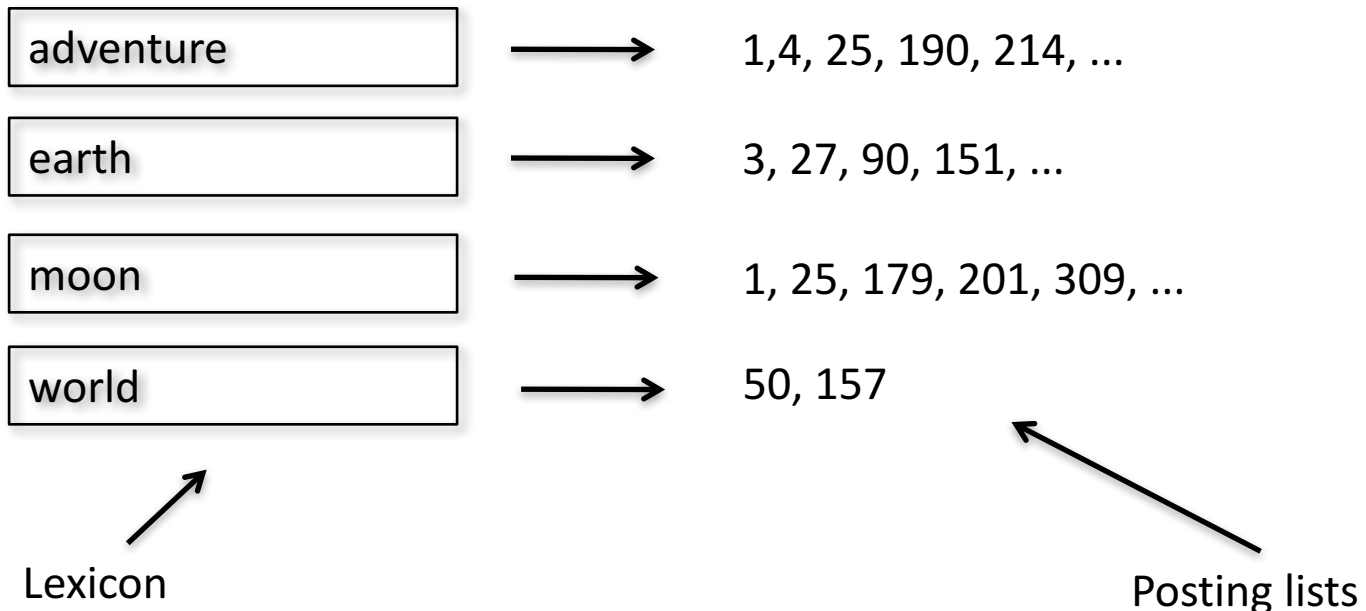 adventure 1,4, 25, 190, 214, ...
earth 3, 27, 90, 151, ...
moon 1, 25, 179, 201, 309, ...
world 50, 157
Lexicon Posting lists